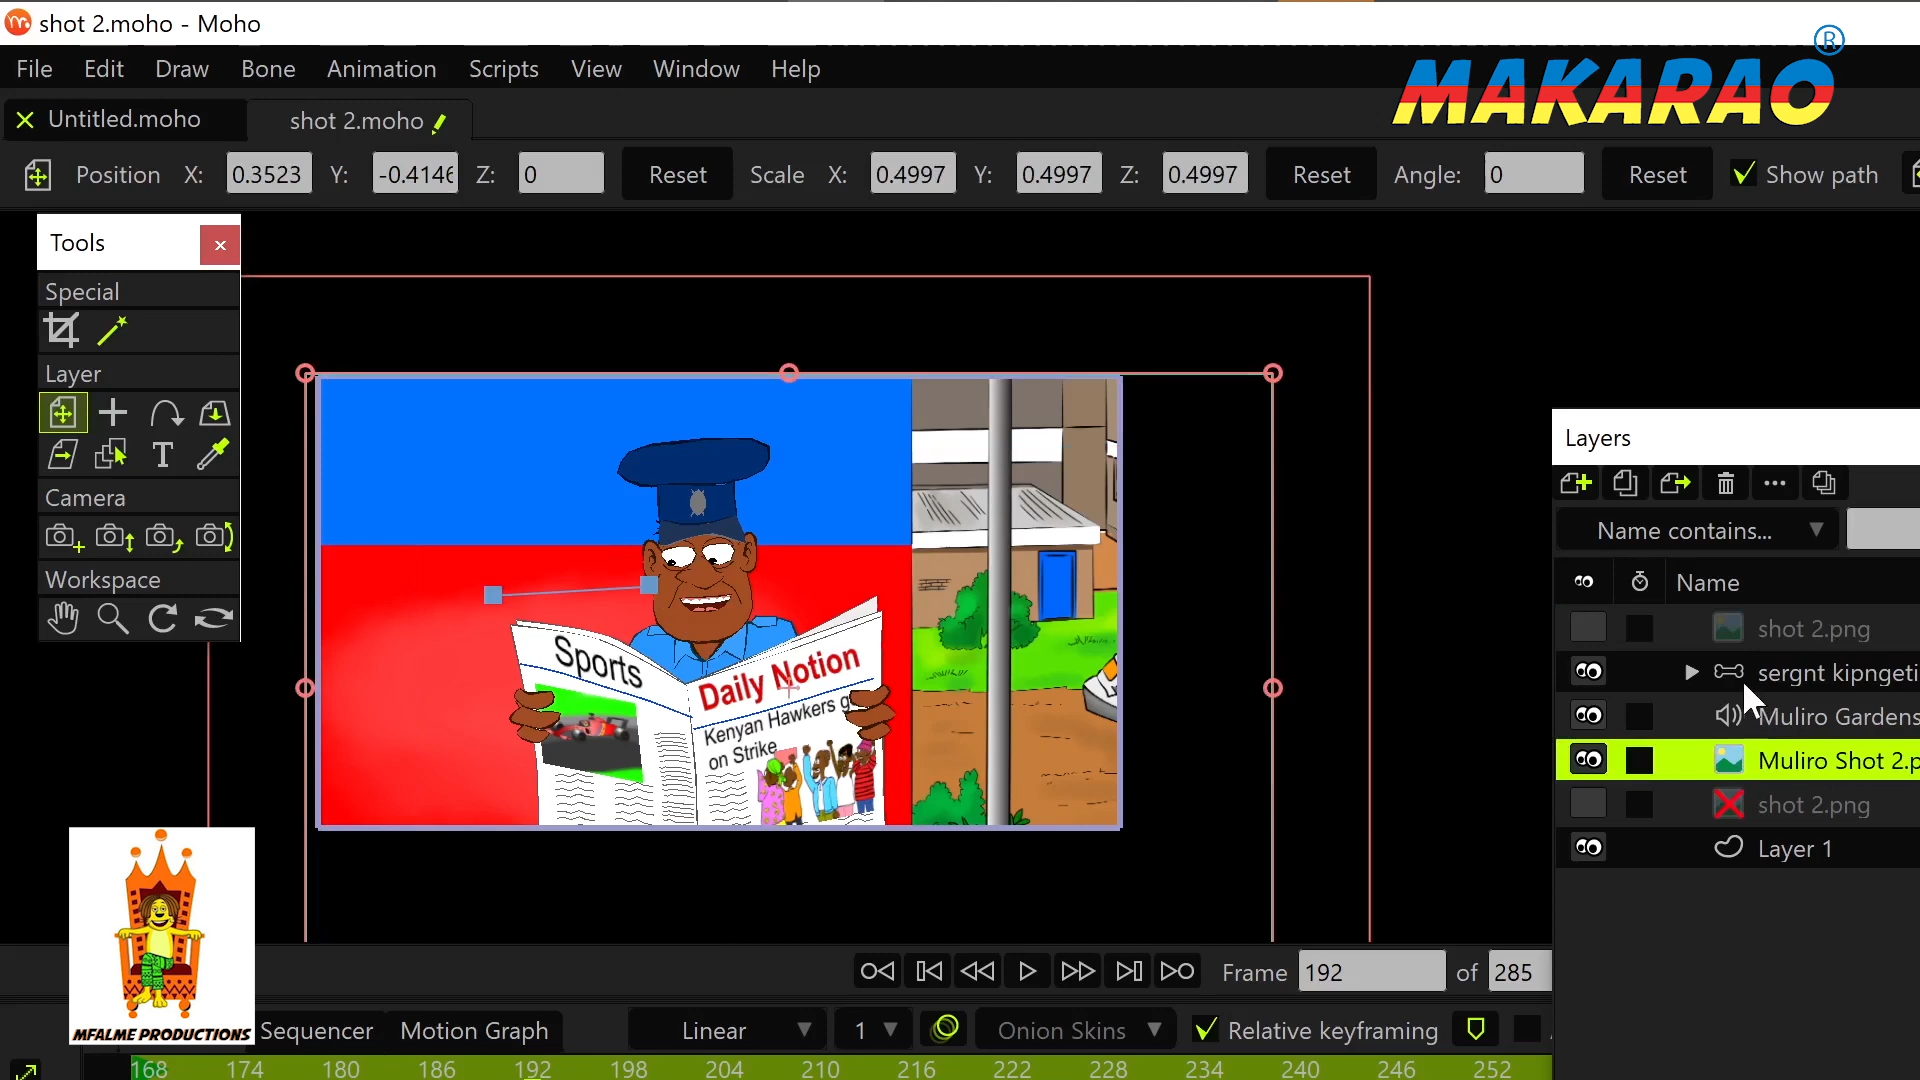 shot 2.moho - Moho
®
MAKARAO
File Edit Draw Bone Animation Scripts View Window Help
Untitled.moho shot 2.moho
Position X: 0.3523 Y: -0.4146 Z: 0 Reset Scale X: 0.4997 Y: 0.4997 Z: 0.4997 Reset Angle: 0 Reset Show path
Tools
Special
Layer
T
Camera
Workspace
Sports
Daily Notion
Kenyan Hawkers g
on Strike
Layers
Name contains...
Name
shot 2.png
sergnt kipngeti
Muliro Gardens
Muliro Shot 2.p
shot 2.png
Layer 1
Frame 192 of 285
MFALME PRODUCTIONS
Sequencer Motion Graph Linear 1 Onion Skins Relative keyframing
168 174 180 186 192 198 204 210 216 222 228 234 240 246 252